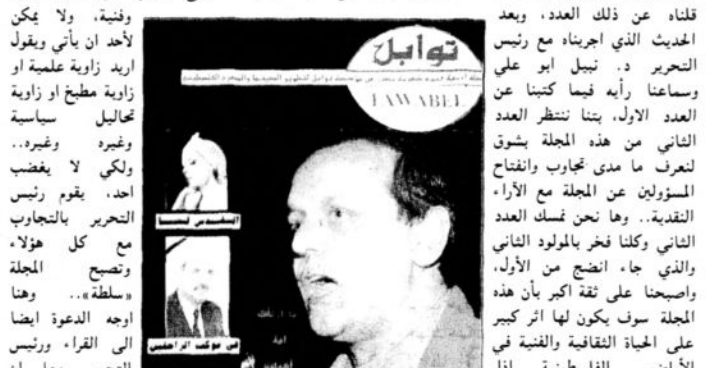 قلناه عن ذلك العدد، وبعد
الحديث الذي اجريناه مع رئيس
التحرير د. نبيل ابو علي
وسماعنا رأيه فيما كتبنا عن
العدد الاول، بتنا ننتظر العدد
الثاني من هذه المجلة بشوق
لنعرف ما مدى تجاوب وانفتاح
المسؤولين عن المجلة مع الآراء
النقدية.. وها نحن نمسك العدد
الثاني وكلنا فخر بالمولود الثاني
والذي جاء انضج من الأول،
واصبحنا على ثقة اكبر بأن هذه
المجلة سوف يكون لها اثر كبير
على الحياة الثقافية والفنية في
توابل
TAWABEL
في موكب الراحلين
وفنية. ولا يمكن
لأحد ان يأتي ويقول
اريد زاوية علمية او
زاوية مطبخ او زاوية
تحاليل سياسية
وغيره وغيره..
ولكي لا يغضب
احد، يقوم رئيس
التحرير بالتجاوب
مع كل هؤلاء
وتصبح المجلة
«سلطة».. وهنا
اوجه الدعوة ايضا
الى القراء ورئيس